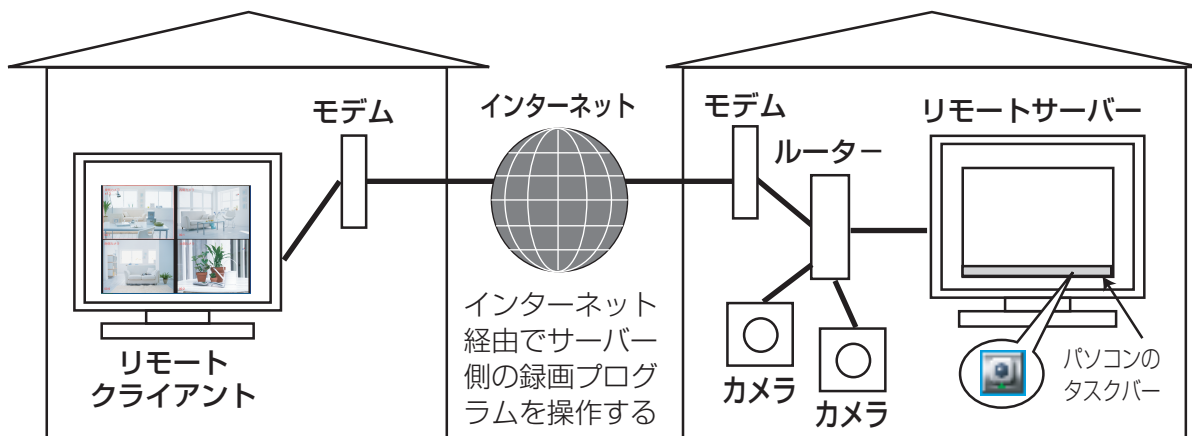 モデム
リモート
クライアント
インターネット
インターネット
経由でサーバー
側の録画プログ
ラムを操作する
モデム
ルーター
リモートサーバー
カメラ
カメラ
パソコンの
タスクバー